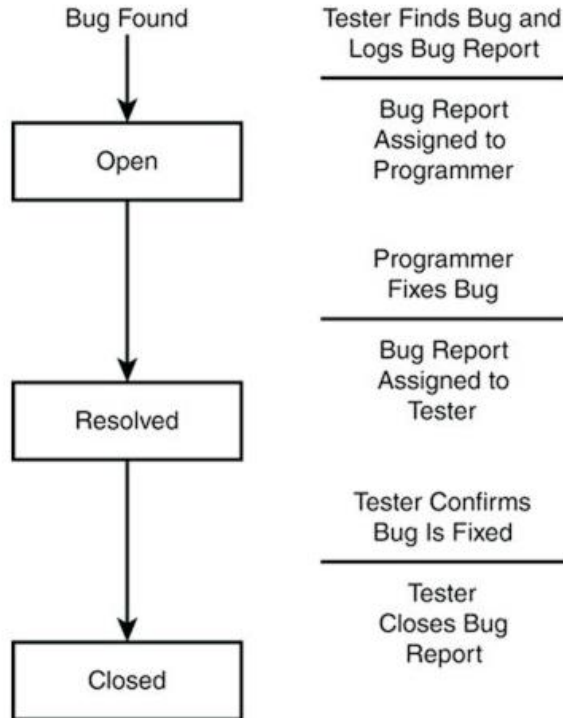 Bug Found
Tester Finds Bug and
Logs Bug Report
Open
Bug Report
Assigned to
Programmer
Programmer
Fixes Bug
Resolved
Bug Report
Assigned to
Tester
Tester Confirms
Bug Is Fixed
Tester
Closes Bug
Report
Closed